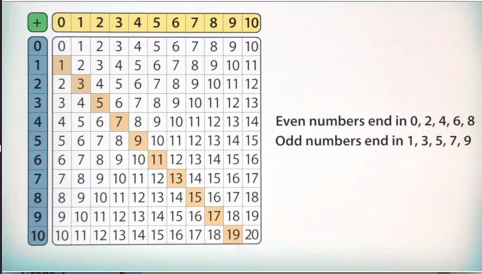 + 0 1 2 3 4 5 6 7 8 9 10
0 0 1 2 3 4 5 6 7 8 9 10
1 1 2 3 4 5 6 7 8 9 10 11
2 2 3 4 5 6 7 8 9 10 11 12
3 3 4 5 6 7 8 9 10 11 12 13
4 4 5 6 7 8 9 10 11 12 13 14
5 5 6 7 8 9 10 11 12 13 14 15
6 6 7 8 9 10 11 12 13 14 15 16
7 7 8 9 10 11 12 13 14 15 16 17
8 8 9 10 11 12 13 14 15 16 17 18
9 9 10 11 12 13 14 15 16 17 18 19
10 10 11 12 13 14 15 16 17 18 19 20
Even numbers end in 0, 2, 4, 6, 8
Odd numbers end in 1, 3, 5, 7, 9